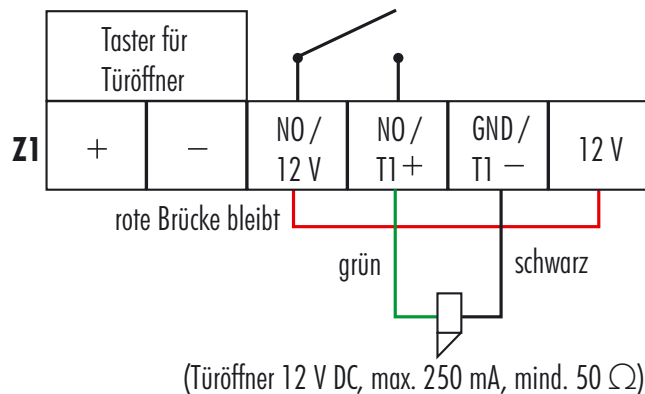 Taster für
Türöffner
Z1
+
−
NO /
12 V
NO /
T1 +
GND /
T1 −
12 V
rote Brücke bleibt
grün
schwarz
(Türöffner 12 V DC, max. 250 mA, mind. 50 Ω)